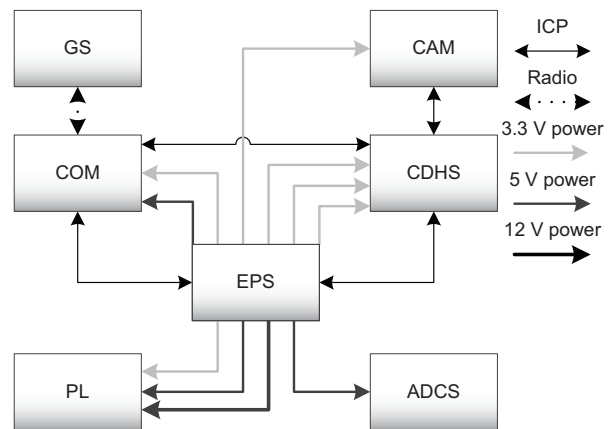 GS
CAM
ICP
Radio
3.3 V power
COM
CDHS
5 V power
12 V power
EPS
PL
ADCS